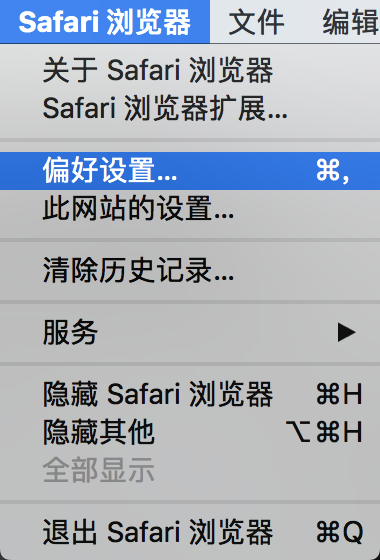 Safari 浏览器 文件 编辑
关于 Safari 浏览器
Safari 浏览器扩展...
偏好设置... ⌘,
此网站的设置...
清除历史记录...
服务 ▶
隐藏 Safari 浏览器 ⌘H
隐藏其他 ⌥⌘H
全部显示
退出 Safari 浏览器 ⌘Q